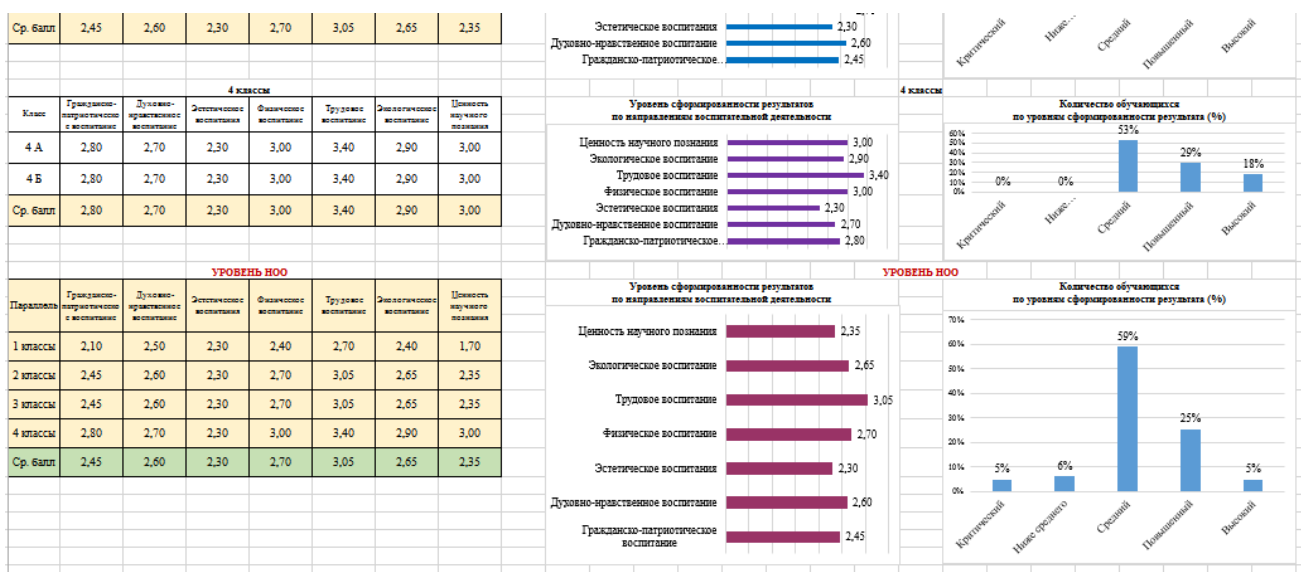 Ср. балл 2,45 2,60 2,30 2,70 3,05 2,65 2,35
Эстетическое воспитания 2,30
Духовно-нравственное воспитание 2,60
Гражданско-патриотическое… 2,45
Критический Ниже… Средний Повышенный Высокий
4 классы
Класс Гражданско-патриотическое воспитание Духовно-нравственное воспитание Эстетическое воспитания Физическое воспитание Трудовое воспитание Экологическое воспитание Ценность научного познания
4 А 2,80 2,70 2,30 3,00 3,40 2,90 3,00
4 Б 2,80 2,70 2,30 3,00 3,40 2,90 3,00
Ср. балл 2,80 2,70 2,30 3,00 3,40 2,90 3,00
4 классы
Уровень сформированности результатов
по направлениям воспитательной деятельности
Ценность научного познания 3,00
Экологическое воспитание 2,90
Трудовое воспитание 3,40
Физическое воспитание 3,00
Эстетическое воспитания 2,30
Духовно-нравственное воспитание 2,70
Гражданско-патриотическое… 2,80
Количество обучающихся
по уровням сформированности результата (%)
60%
50%
40%
30%
20%
10%
0%
0% 0% 53% 29% 18%
Критический Ниже… Средний Повышенный Высокий
УРОВЕНЬ НОО
Параллель Гражданско-патриотическое воспитание Духовно-нравственное воспитание Эстетическое воспитания Физическое воспитание Трудовое воспитание Экологическое воспитание Ценность научного познания
1 классы 2,10 2,50 2,30 2,40 2,70 2,40 1,70
2 классы 2,45 2,60 2,30 2,70 3,05 2,65 2,35
3 классы 2,45 2,60 2,30 2,70 3,05 2,65 2,35
4 классы 2,80 2,70 2,30 3,00 3,40 2,90 3,00
Ср. балл 2,45 2,60 2,30 2,70 3,05 2,65 2,35
УРОВЕНЬ НОО
Уровень сформированности результатов
по направлениям воспитательной деятельности
Ценность научного познания 2,35
Экологическое воспитание 2,65
Трудовое воспитание 3,05
Физическое воспитание 2,70
Эстетическое воспитания 2,30
Духовно-нравственное воспитание 2,60
Гражданско-патриотическое
воспитание 2,45
Количество обучающихся
по уровням сформированности результата (%)
70%
60%
50%
40%
30%
20%
10%
0%
5% 6% 59% 25% 5%
Критический Ниже среднего Средний Повышенный Высокий